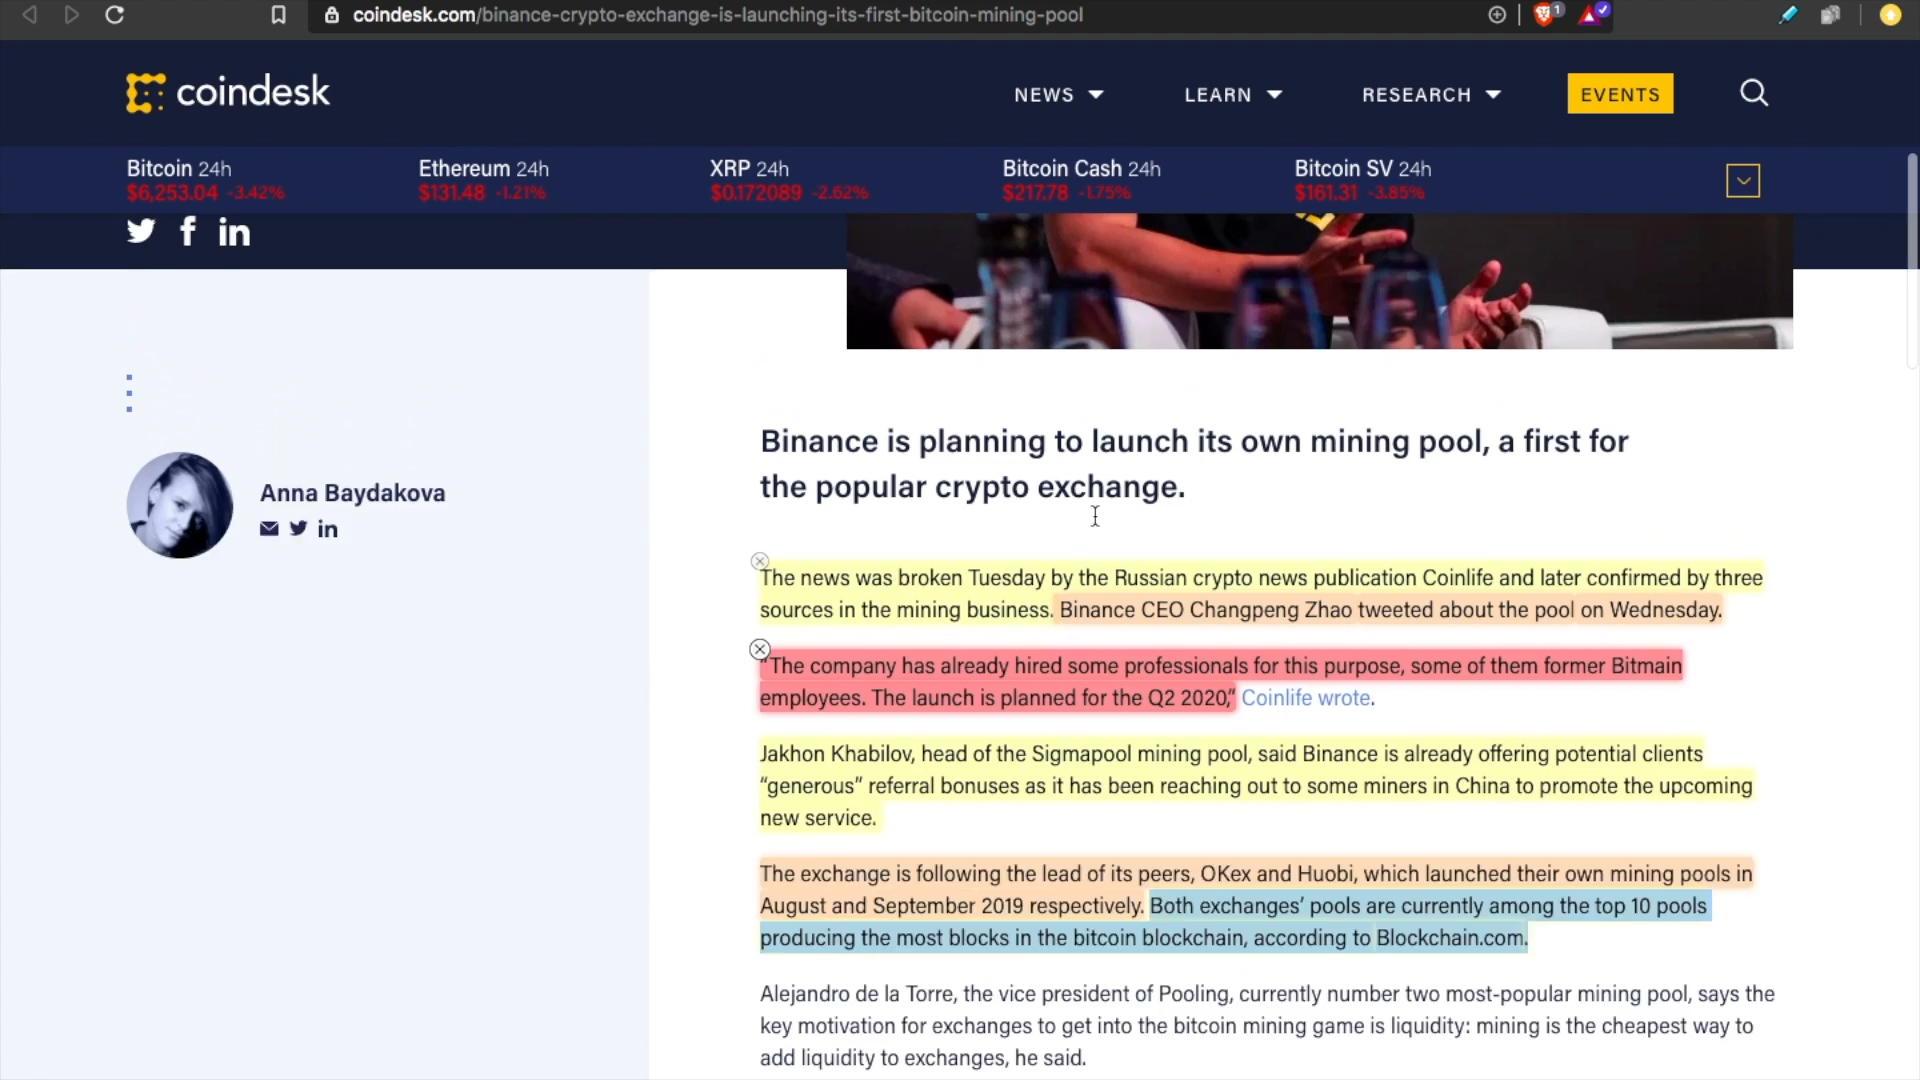 coindesk.com/binance-crypto-exchange-is-launching-its-first-bitcoin-mining-pool
1
coindesk
NEWS LEARN RESEARCH EVENTS
Bitcoin 24h Ethereum 24h XRP 24h Bitcoin Cash 24h Bitcoin SV 24h
$6,253.04 -3.42% $131.48 -1.21% $0.172089 -2.62% $217.78 -1.75% $161.31 -3.85%
Binance is planning to launch its own mining pool, a first for
the popular crypto exchange.
Anna Baydakova
The news was broken Tuesday by the Russian crypto news publication Coinlife and later confirmed by three
sources in the mining business. Binance CEO Changpeng Zhao tweeted about the pool on Wednesday.
"The company has already hired some professionals for this purpose, some of them former Bitmain
employees. The launch is planned for the Q2 2020," Coinlife wrote.
Jakhon Khabilov, head of the Sigmapool mining pool, said Binance is already offering potential clients
“generous” referral bonuses as it has been reaching out to some miners in China to promote the upcoming
new service.
The exchange is following the lead of its peers, OKex and Huobi, which launched their own mining pools in
August and September 2019 respectively. Both exchanges’ pools are currently among the top 10 pools
producing the most blocks in the bitcoin blockchain, according to Blockchain.com.
Alejandro de la Torre, the vice president of Pooling, currently number two most-popular mining pool, says the
key motivation for exchanges to get into the bitcoin mining game is liquidity: mining is the cheapest way to
add liquidity to exchanges, he said.